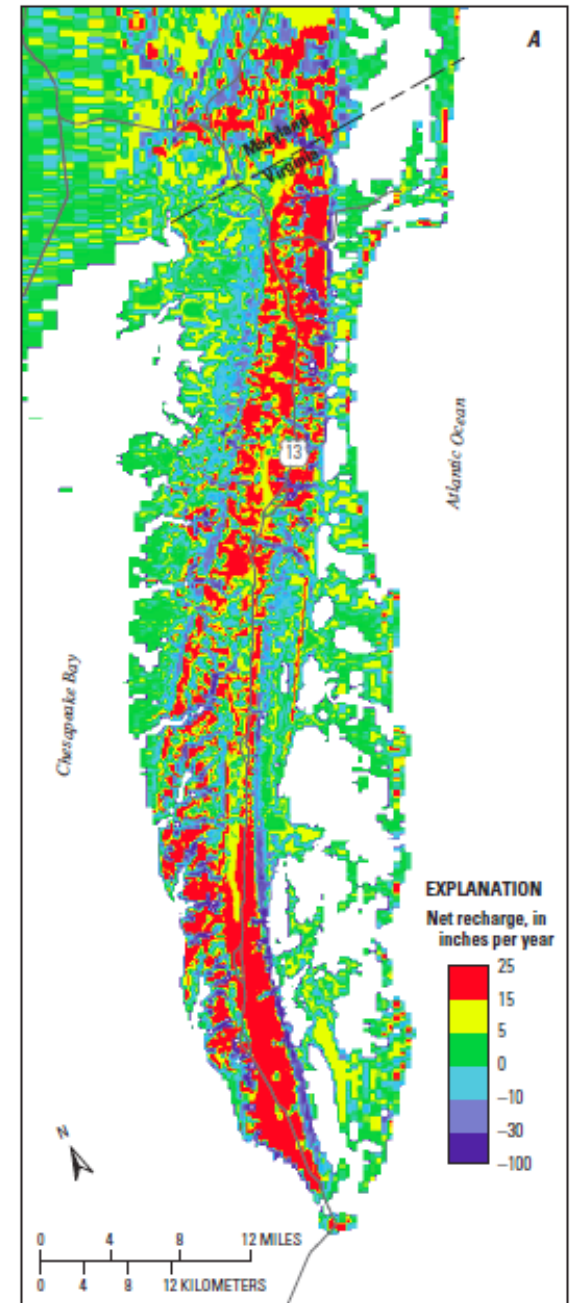 A
Maryland
Virginia
13
Atlantic Ocean
Chesapeake Bay
EXPLANATION
Net recharge, in
inches per year
25
15
5
0
–10
–30
–100
N
0 4 8 12 MILES
0 4 8 12 KILOMETERS